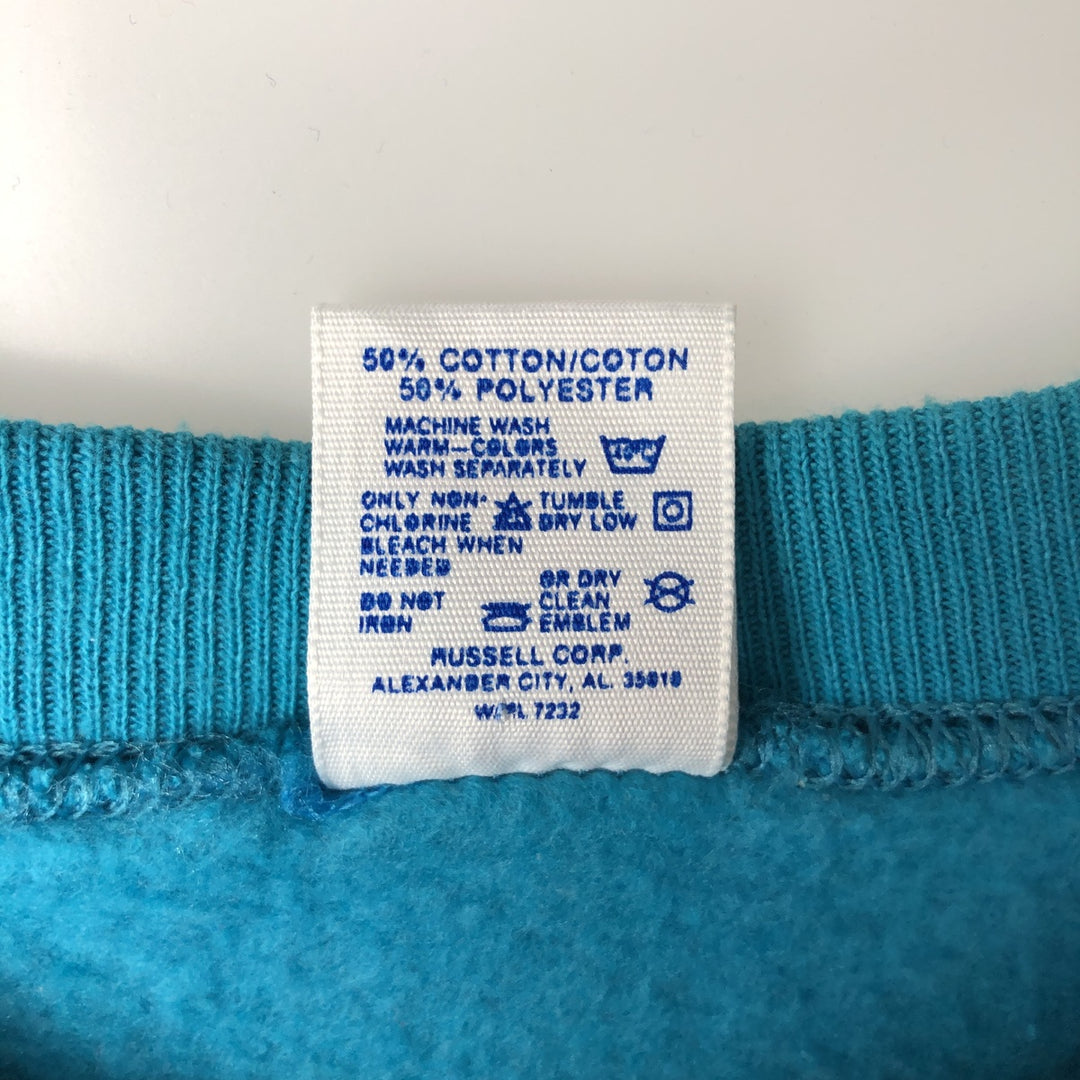 50% COTTON/COTON
50% POLYESTER
MACHINE WASH
WARM—COLORS
WASH SEPARATELY
40°C
ONLY NON-
CHLORINE
BLEACH WHEN
NEEDED
TUMBLE
DRY LOW
DO NOT
IRON
OR DRY
CLEAN
EMBLEM
RUSSELL CORP.
ALEXANDER CITY, AL. 35010
7232